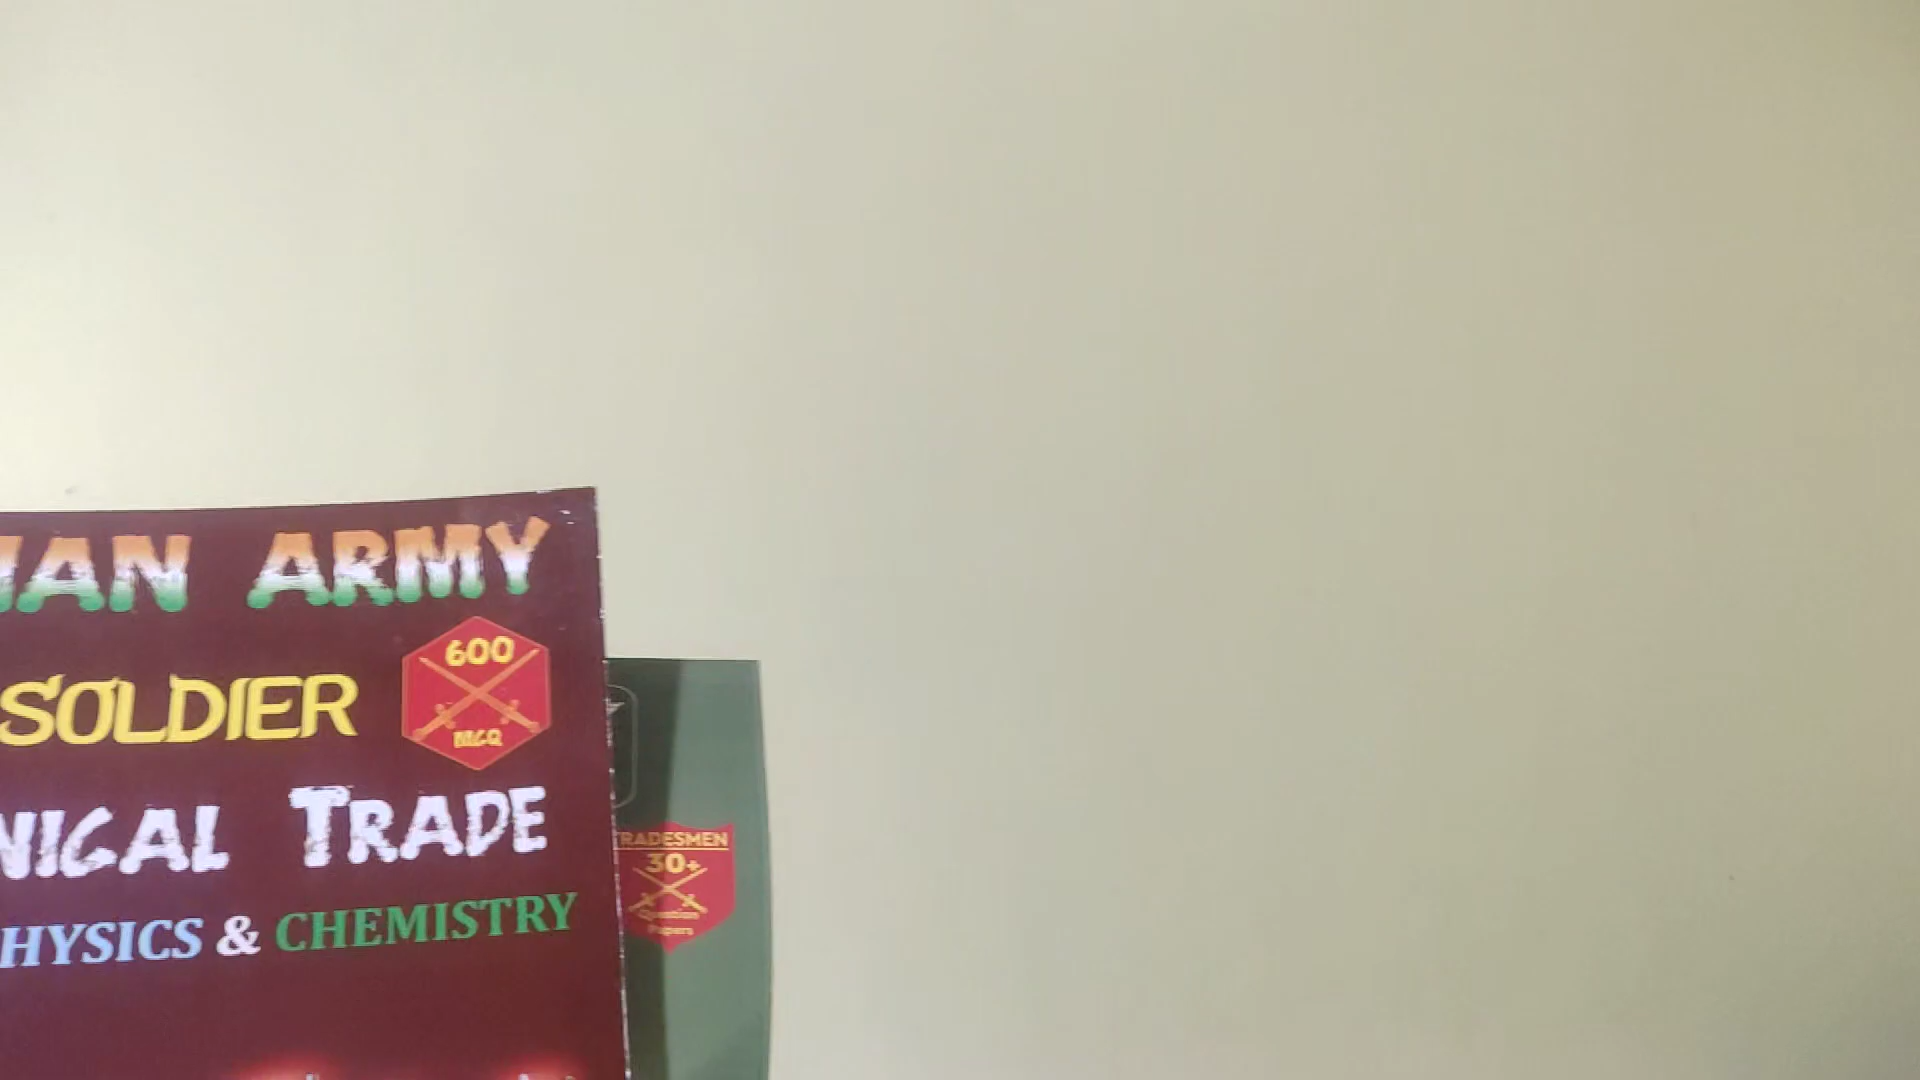 IAN ARMY
SOLDIER
600
MCQ
NICAL TRADE
HYSICS & CHEMISTRY
TRADESMEN
30+
Question
Papers